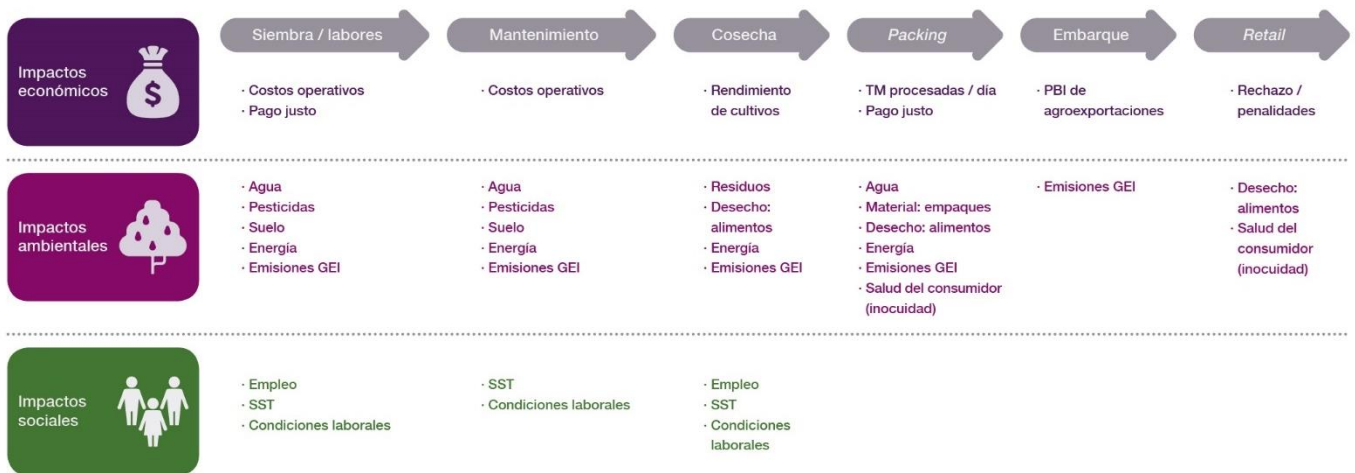 Siembra / labores
Mantenimiento
Cosecha
Packing
Embarque
Retail
Impactos
económicos
$
· Costos operativos
· Pago justo
· Costos operativos
· Rendimiento
de cultivos
· TM procesadas / día
· Pago justo
· PBI de
agroexportaciones
· Rechazo /
penalidades
Impactos
ambientales
· Agua
· Pesticidas
· Suelo
· Energía
· Emisiones GEI
· Agua
· Pesticidas
· Suelo
· Energía
· Emisiones GEI
· Residuos
· Desecho:
alimentos
· Energía
· Emisiones GEI
· Agua
· Material: empaques
· Desecho: alimentos
· Energía
· Emisiones GEI
· Salud del consumidor
(inocuidad)
· Emisiones GEI
· Desecho:
alimentos
· Salud del
consumidor
(inocuidad)
Impactos
sociales
· Empleo
· SST
· Condiciones laborales
· SST
· Condiciones laborales
· Empleo
· SST
· Condiciones
laborales